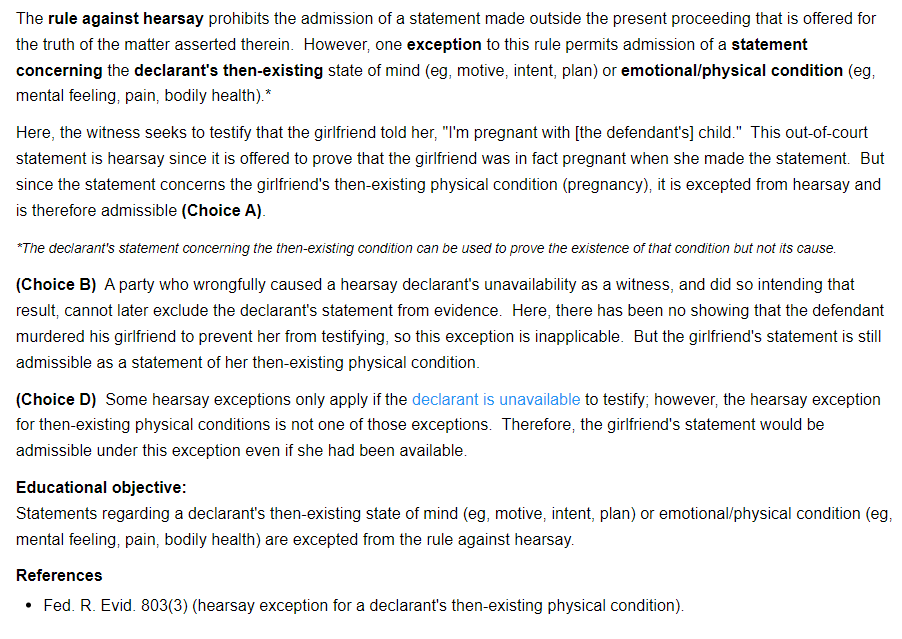 The rule against hearsay prohibits the admission of a statement made outside the present proceeding that is offered for
the truth of the matter asserted therein.  However, one exception to this rule permits admission of a statement
concerning the declarant's then-existing state of mind (eg, motive, intent, plan) or emotional/physical condition (eg,
mental feeling, pain, bodily health).*
Here, the witness seeks to testify that the girlfriend told her, "I'm pregnant with [the defendant's] child."  This out-of-court
statement is hearsay since it is offered to prove that the girlfriend was in fact pregnant when she made the statement.  But
since the statement concerns the girlfriend's then-existing physical condition (pregnancy), it is excepted from hearsay and
is therefore admissible (Choice A).
*The declarant's statement concerning the then-existing condition can be used to prove the existence of that condition but not its cause.
(Choice B)  A party who wrongfully caused a hearsay declarant's unavailability as a witness, and did so intending that
result, cannot later exclude the declarant's statement from evidence.  Here, there has been no showing that the defendant
murdered his girlfriend to prevent her from testifying, so this exception is inapplicable.  But the girlfriend's statement is still
admissible as a statement of her then-existing physical condition.
(Choice D)  Some hearsay exceptions only apply if the declarant is unavailable to testify; however, the hearsay exception
for then-existing physical conditions is not one of those exceptions.  Therefore, the girlfriend's statement would be
admissible under this exception even if she had been available.
Educational objective:
Statements regarding a declarant's then-existing state of mind (eg, motive, intent, plan) or emotional/physical condition (eg,
mental feeling, pain, bodily health) are excepted from the rule against hearsay.
References
• Fed. R. Evid. 803(3) (hearsay exception for a declarant's then-existing physical condition).